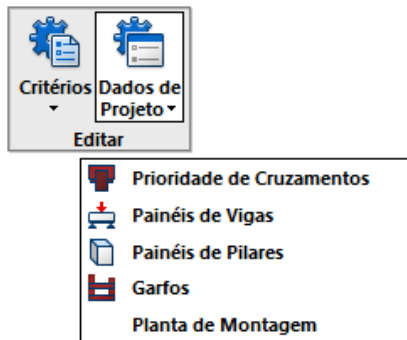 Critérios Dados de
Projeto
Editar
Prioridade de Cruzamentos
Painéis de Vigas
Painéis de Pilares
Garfos
Planta de Montagem